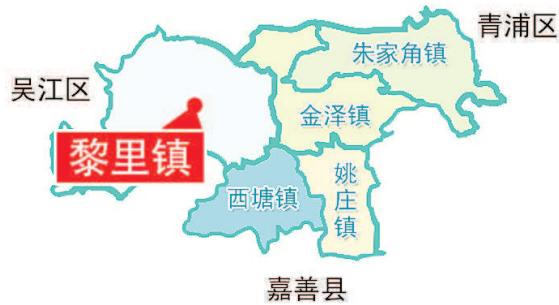 青浦区
朱家角镇
吴江区
金泽镇
黎里镇
西塘镇
姚庄镇
嘉善县